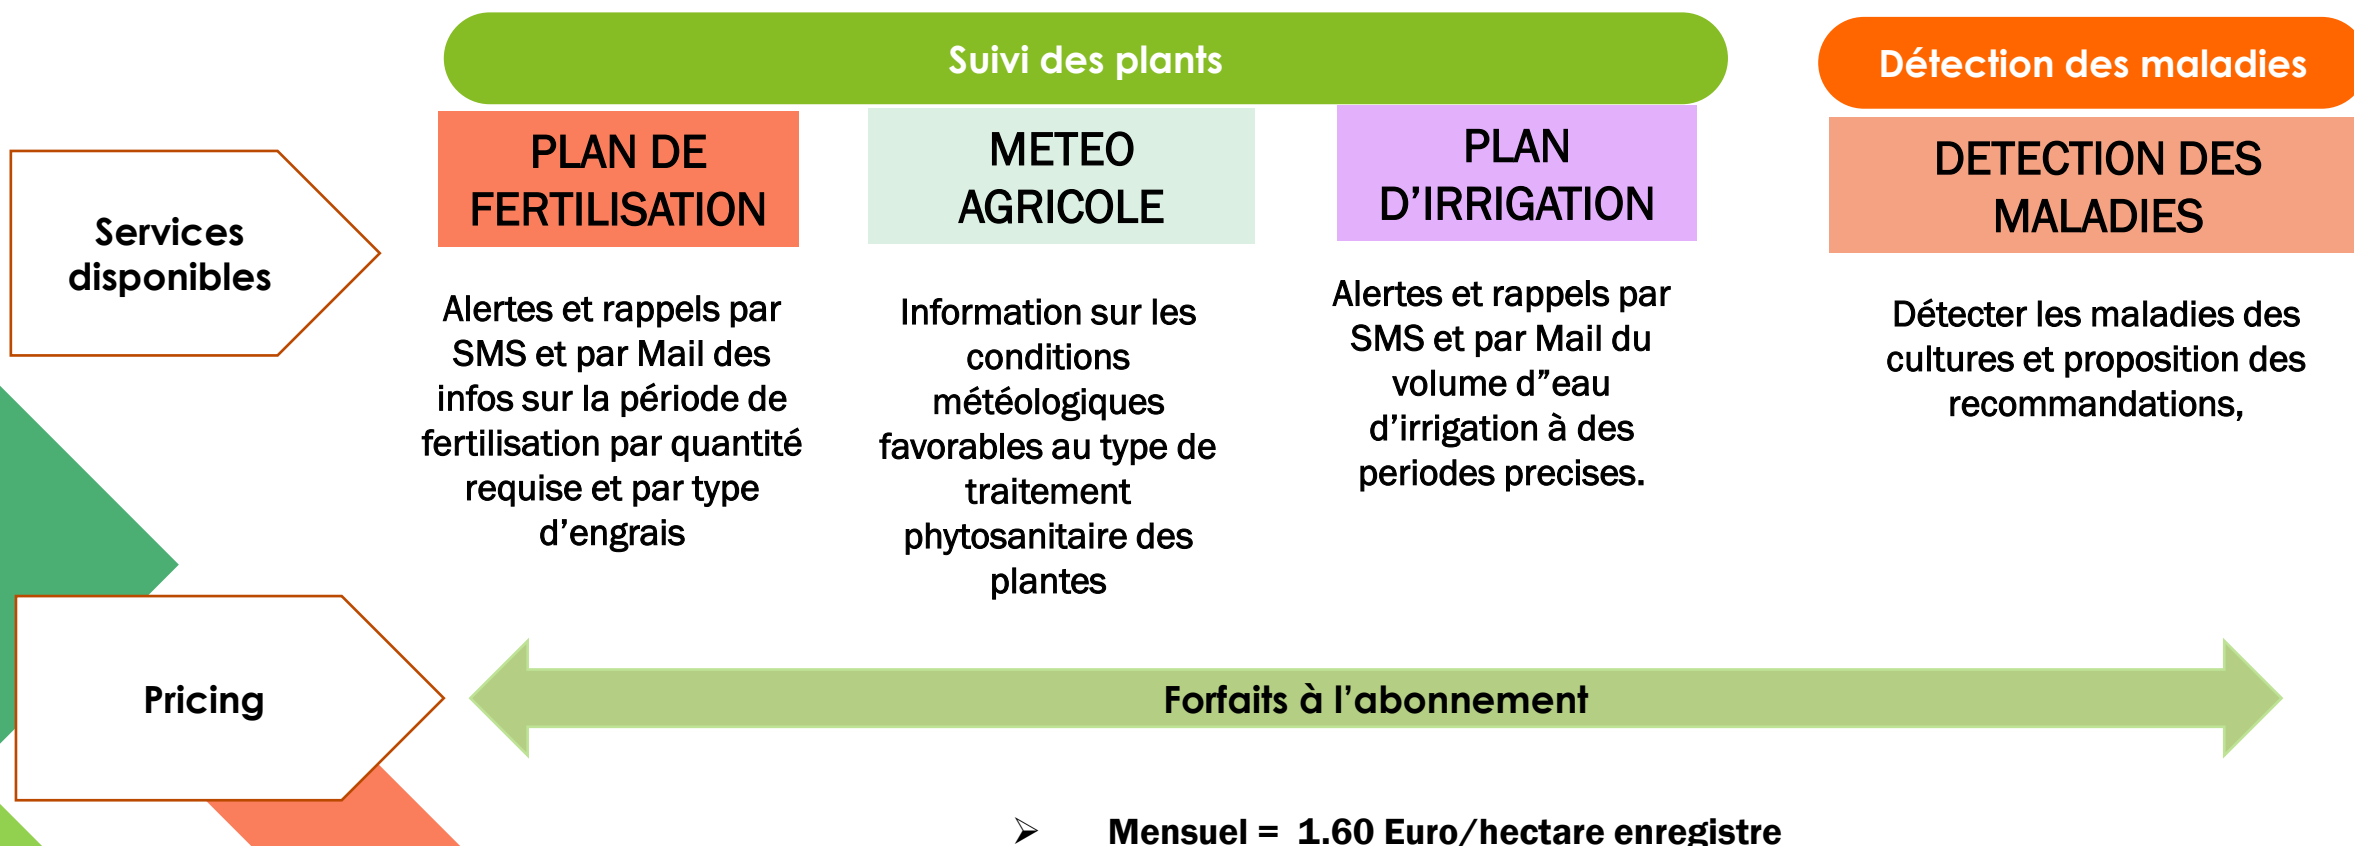 Suivi des plants
Détection des maladies
Services
disponibles
PLAN DE
FERTILISATION
Alertes et rappels par
SMS et par Mail des
infos sur la période de
fertilisation par quantité
requise et par type
d’engrais
METEO
AGRICOLE
Information sur les
conditions
météologiques
favorables au type de
traitement
phytosanitaire des
plantes
PLAN
D’IRRIGATION
Alertes et rappels par
SMS et par Mail du
volume d”eau
d’irrigation à des
periodes precises.
DETECTION DES
MALADIES
Détecter les maladies des
cultures et proposition des
recommandations,
Pricing
Forfaits à l’abonnement
➢ Mensuel = 1.60 Euro/hectare enregistre